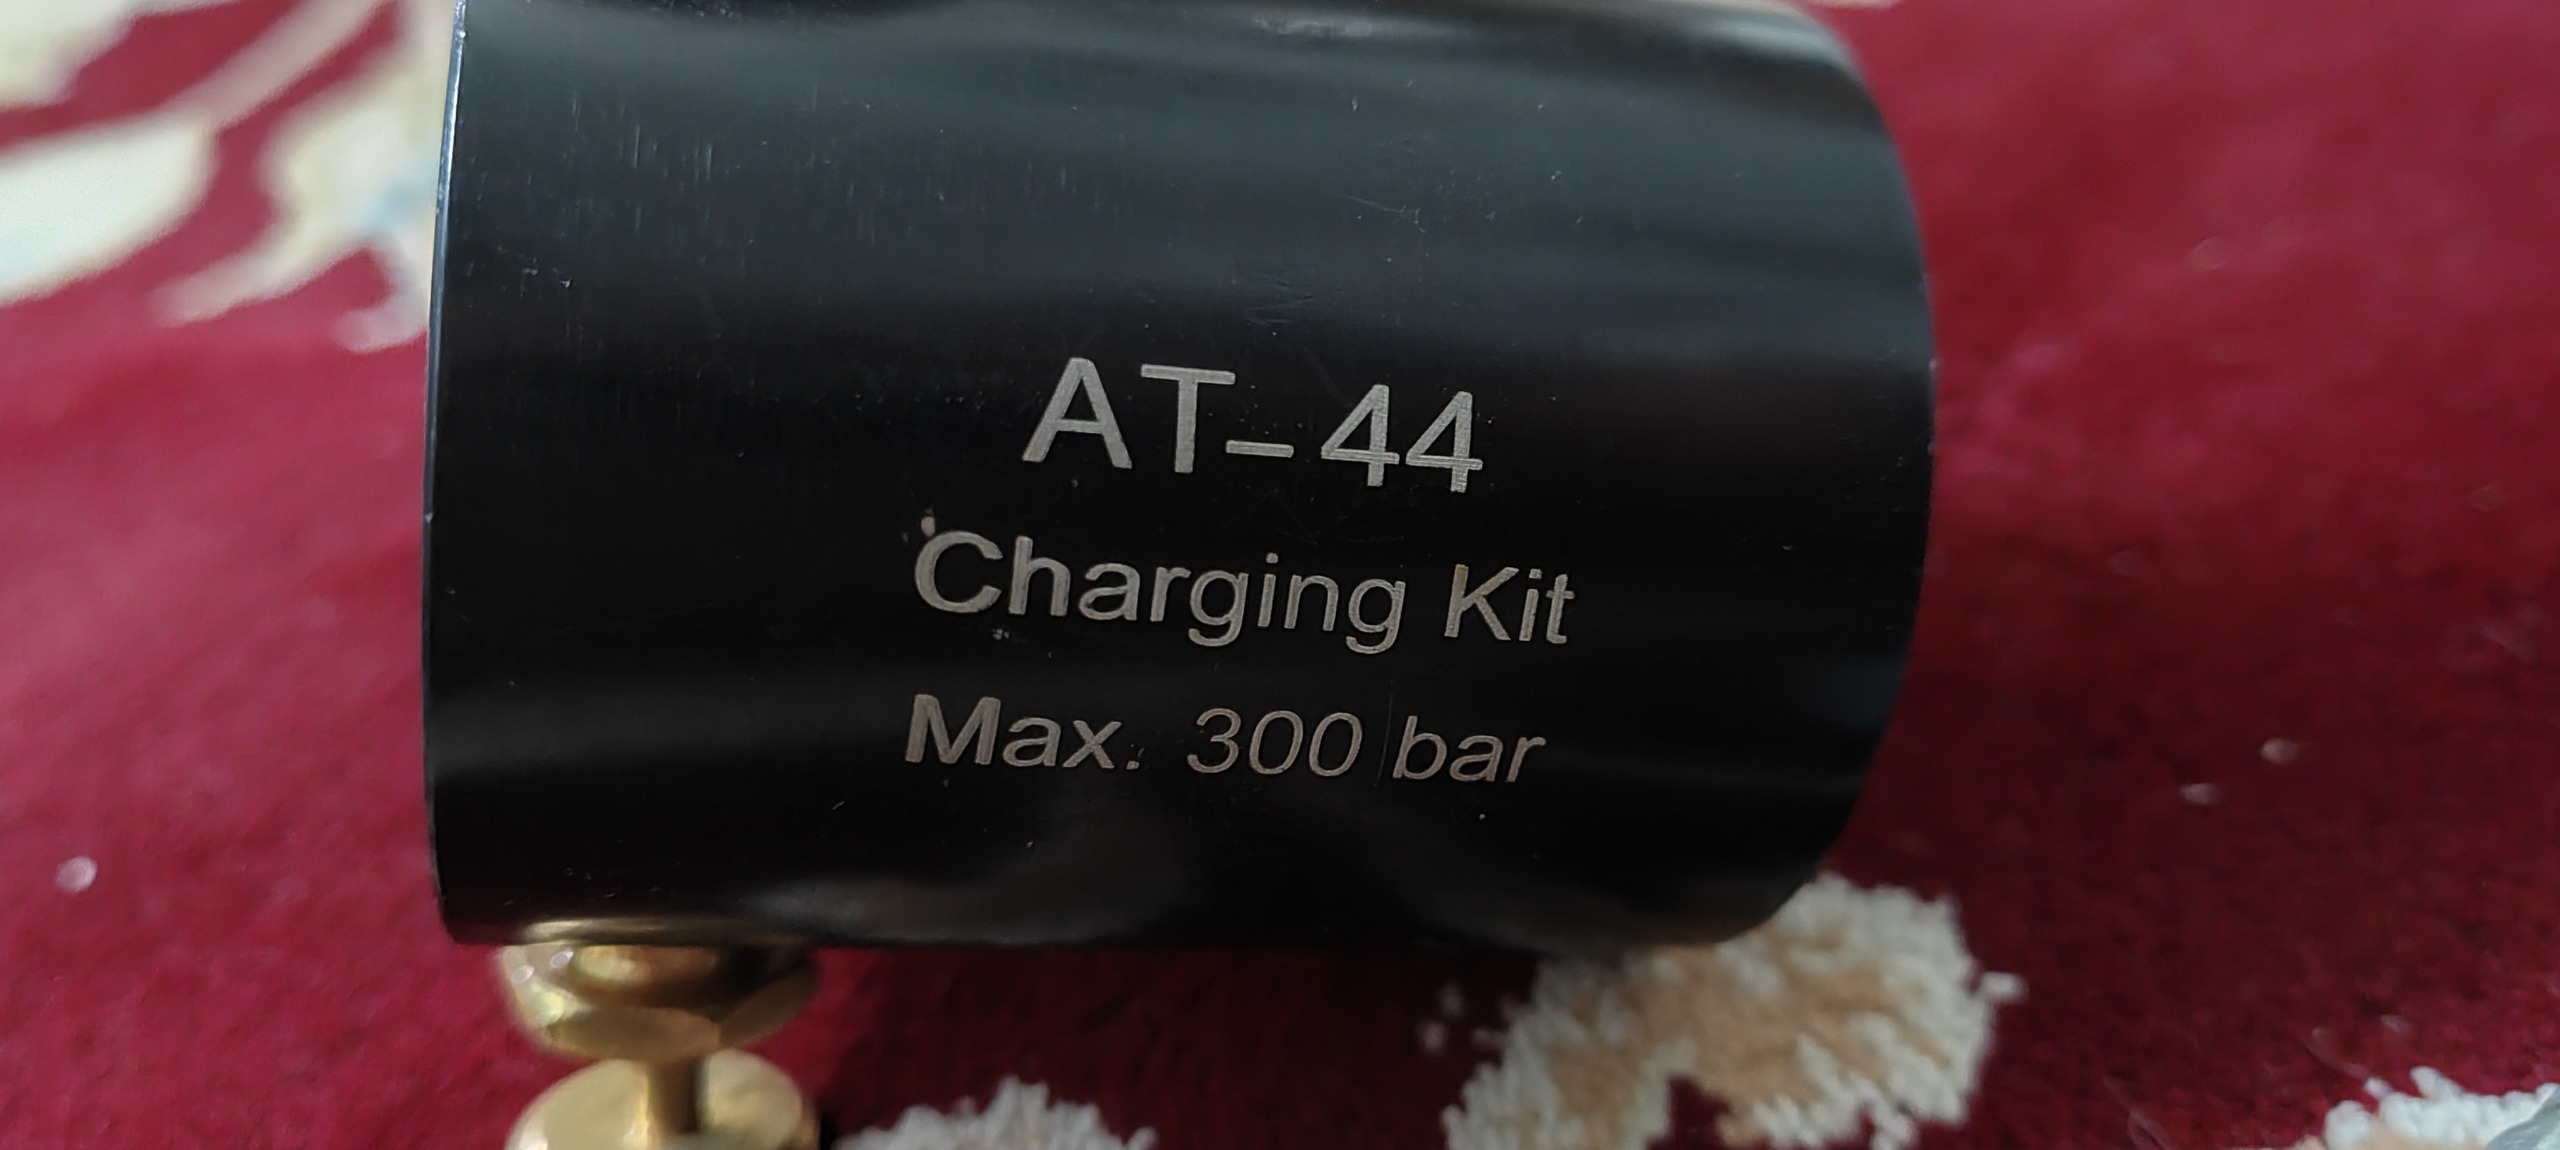 AT-44
Charging Kit
Max. 300 bar